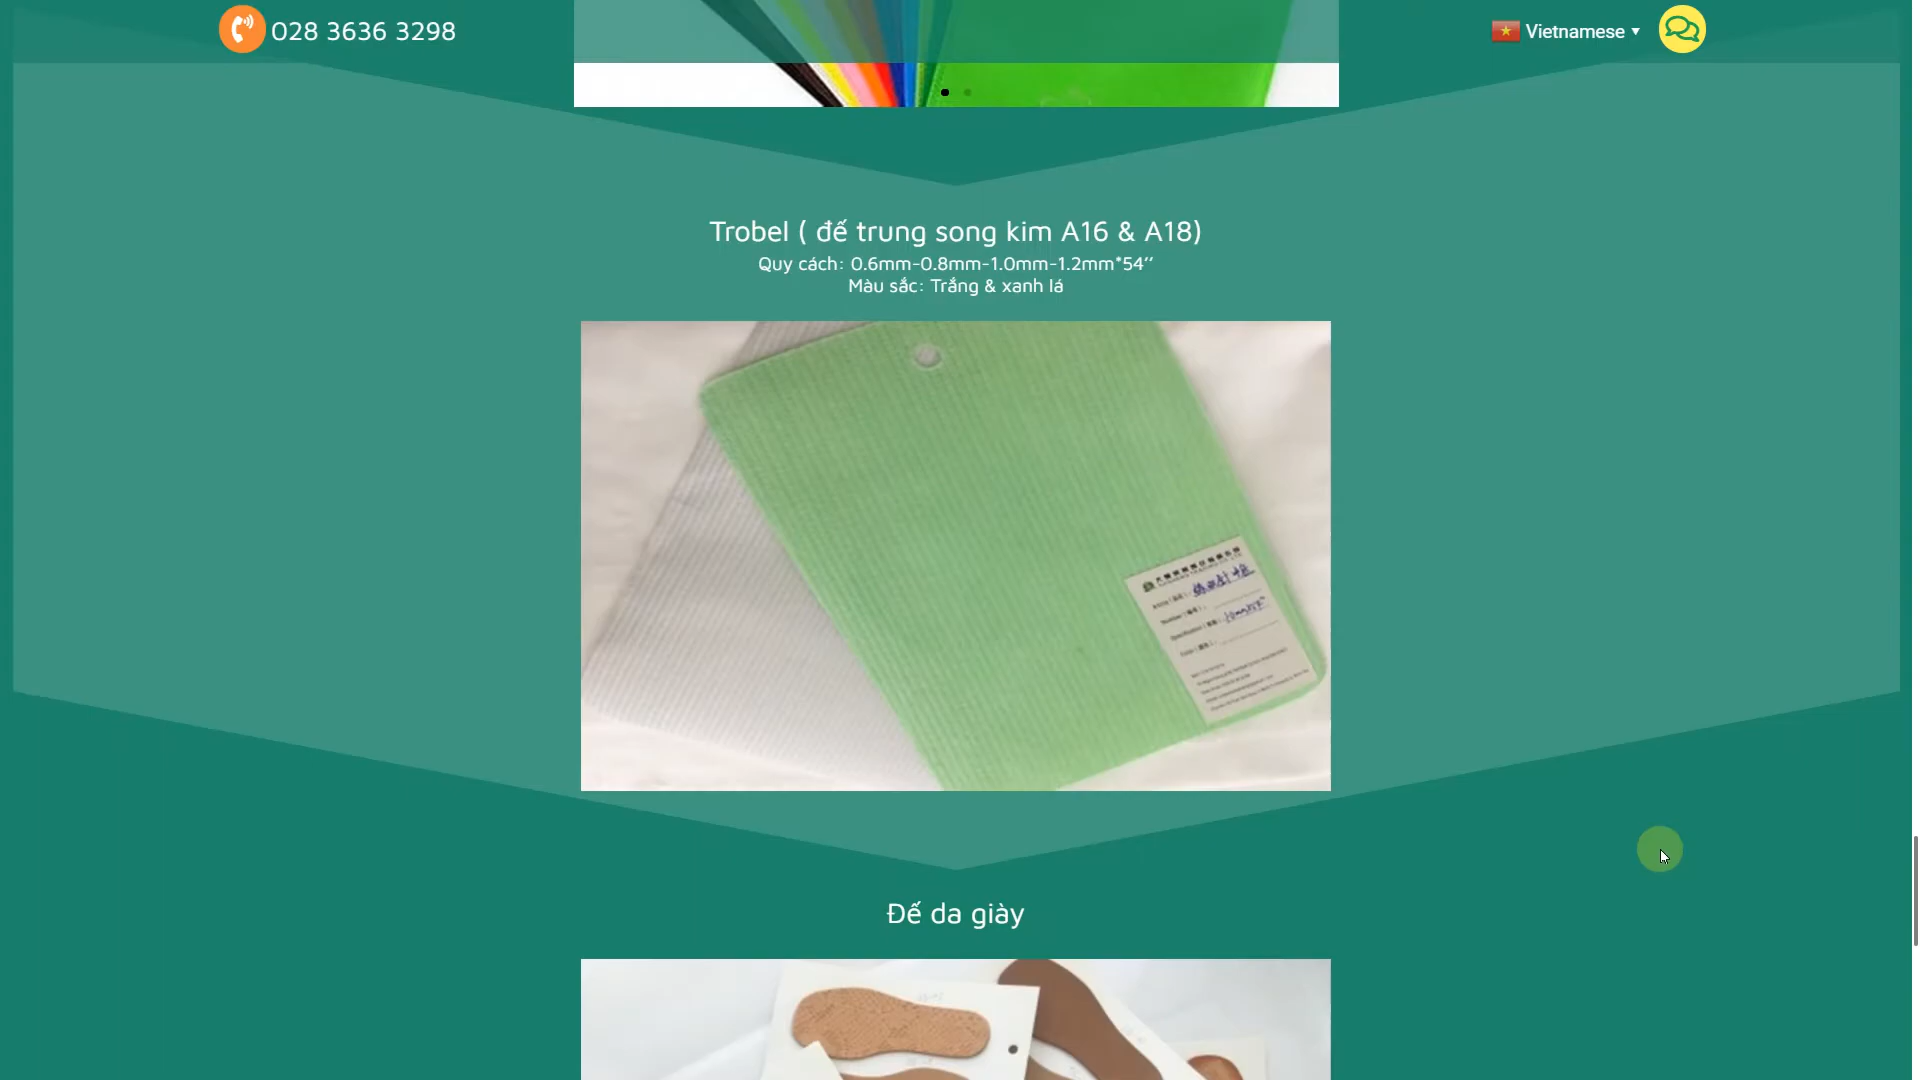 028 3636 3298
Vietnamese
Trobel ( đế trung song kim A16 & A18)
Quy cách: 0.6mm-0.8mm-1.0mm-1.2mm*54’’
Màu sắc: Trắng & xanh lá
Đế da giày